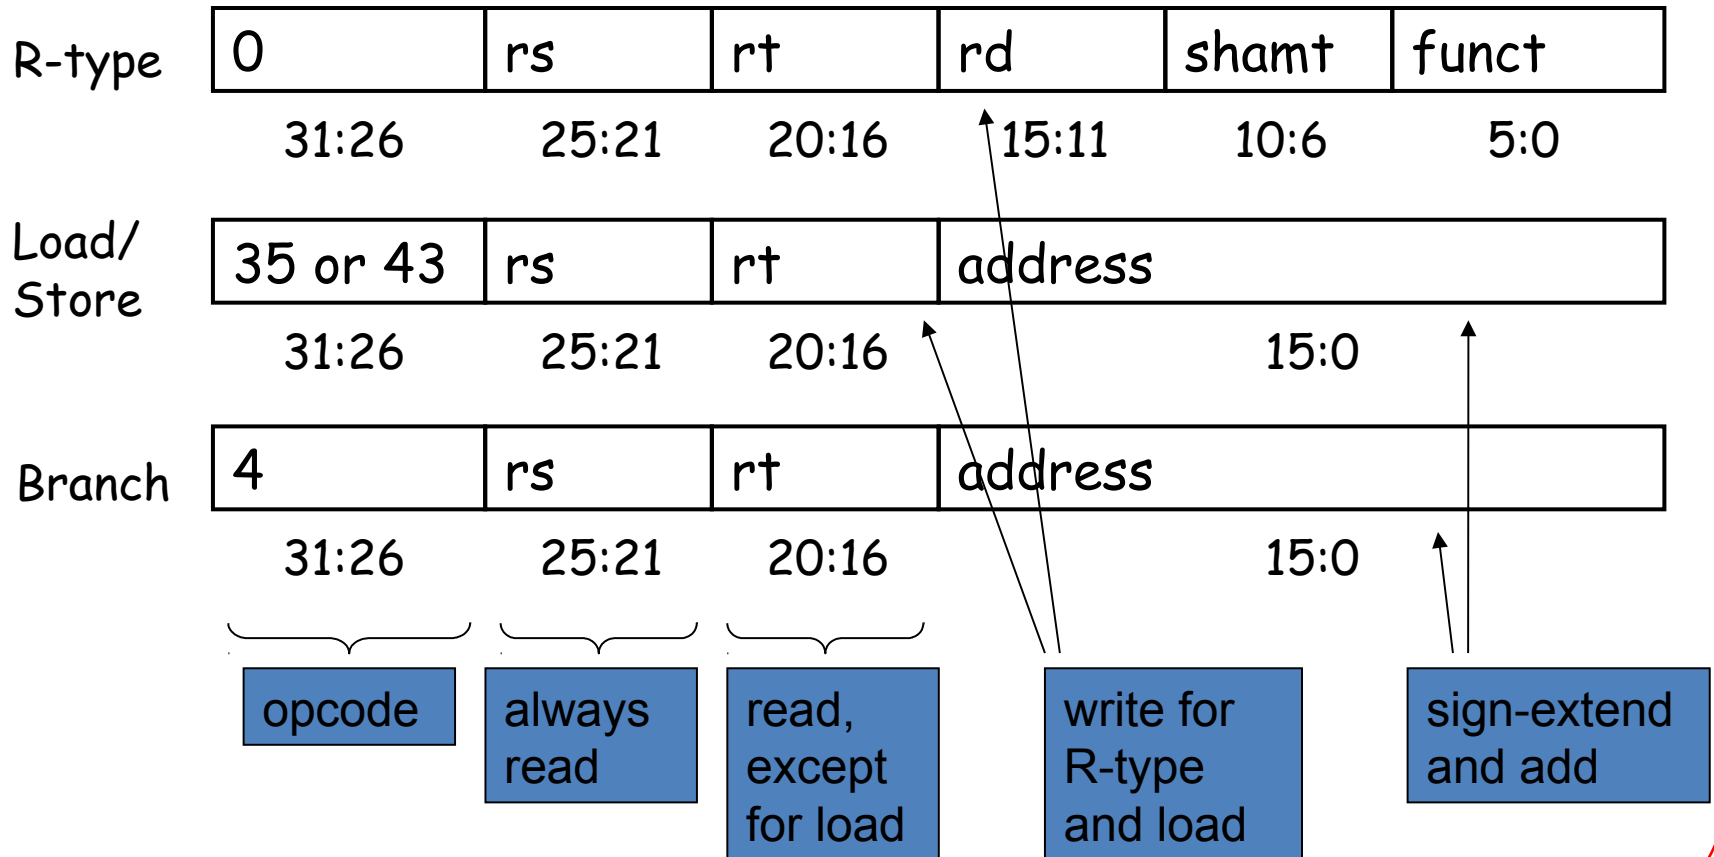 R-type 0 rs rt rd shamt funct
31:26 25:21 20:16 15:11 10:6 5:0
Load/
Store
35 or 43 rs rt address
31:26 25:21 20:16 15:0
Branch 4 rs rt address
31:26 25:21 20:16 15:0
opcode
always
read
read,
except
for load
write for
R-type
and load
sign-extend
and add